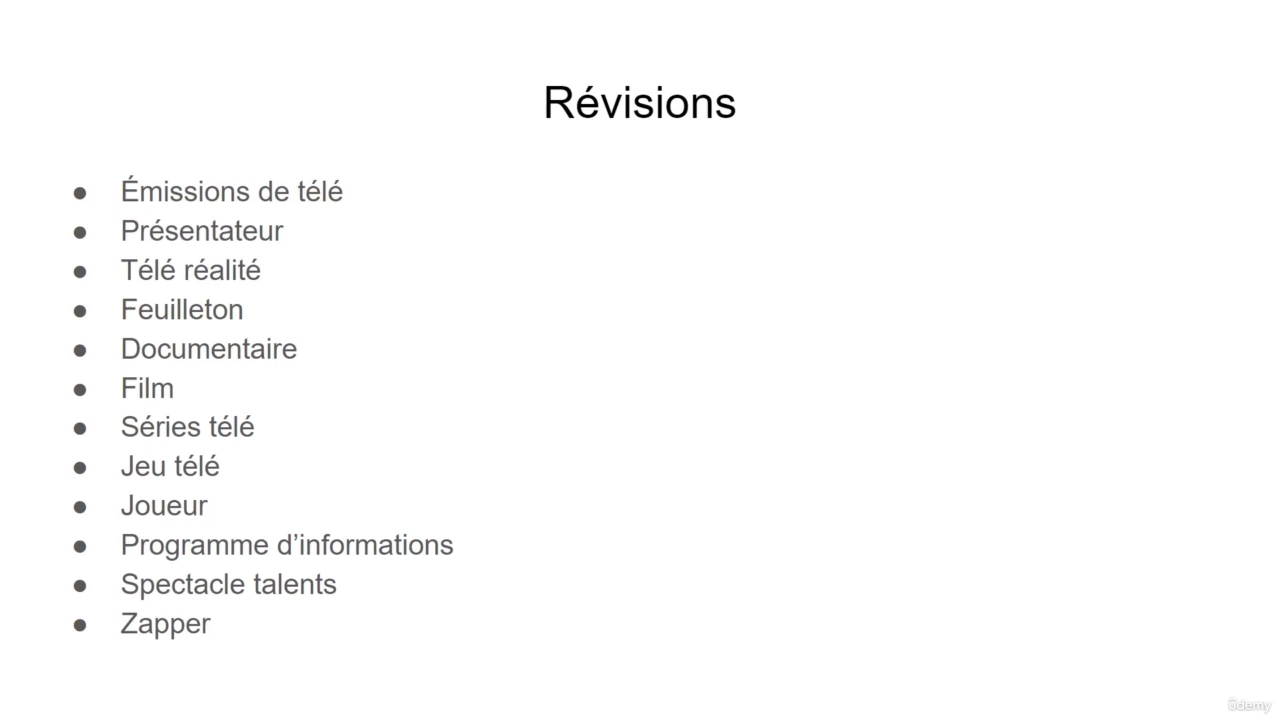 Révisions
● Émissions de télé
● Présentateur
● Télé réalité
● Feuilleton
● Documentaire
● Film
● Séries télé
● Jeu télé
● Joueur
● Programme d’informations
● Spectacle talents
● Zapper
ûdemy